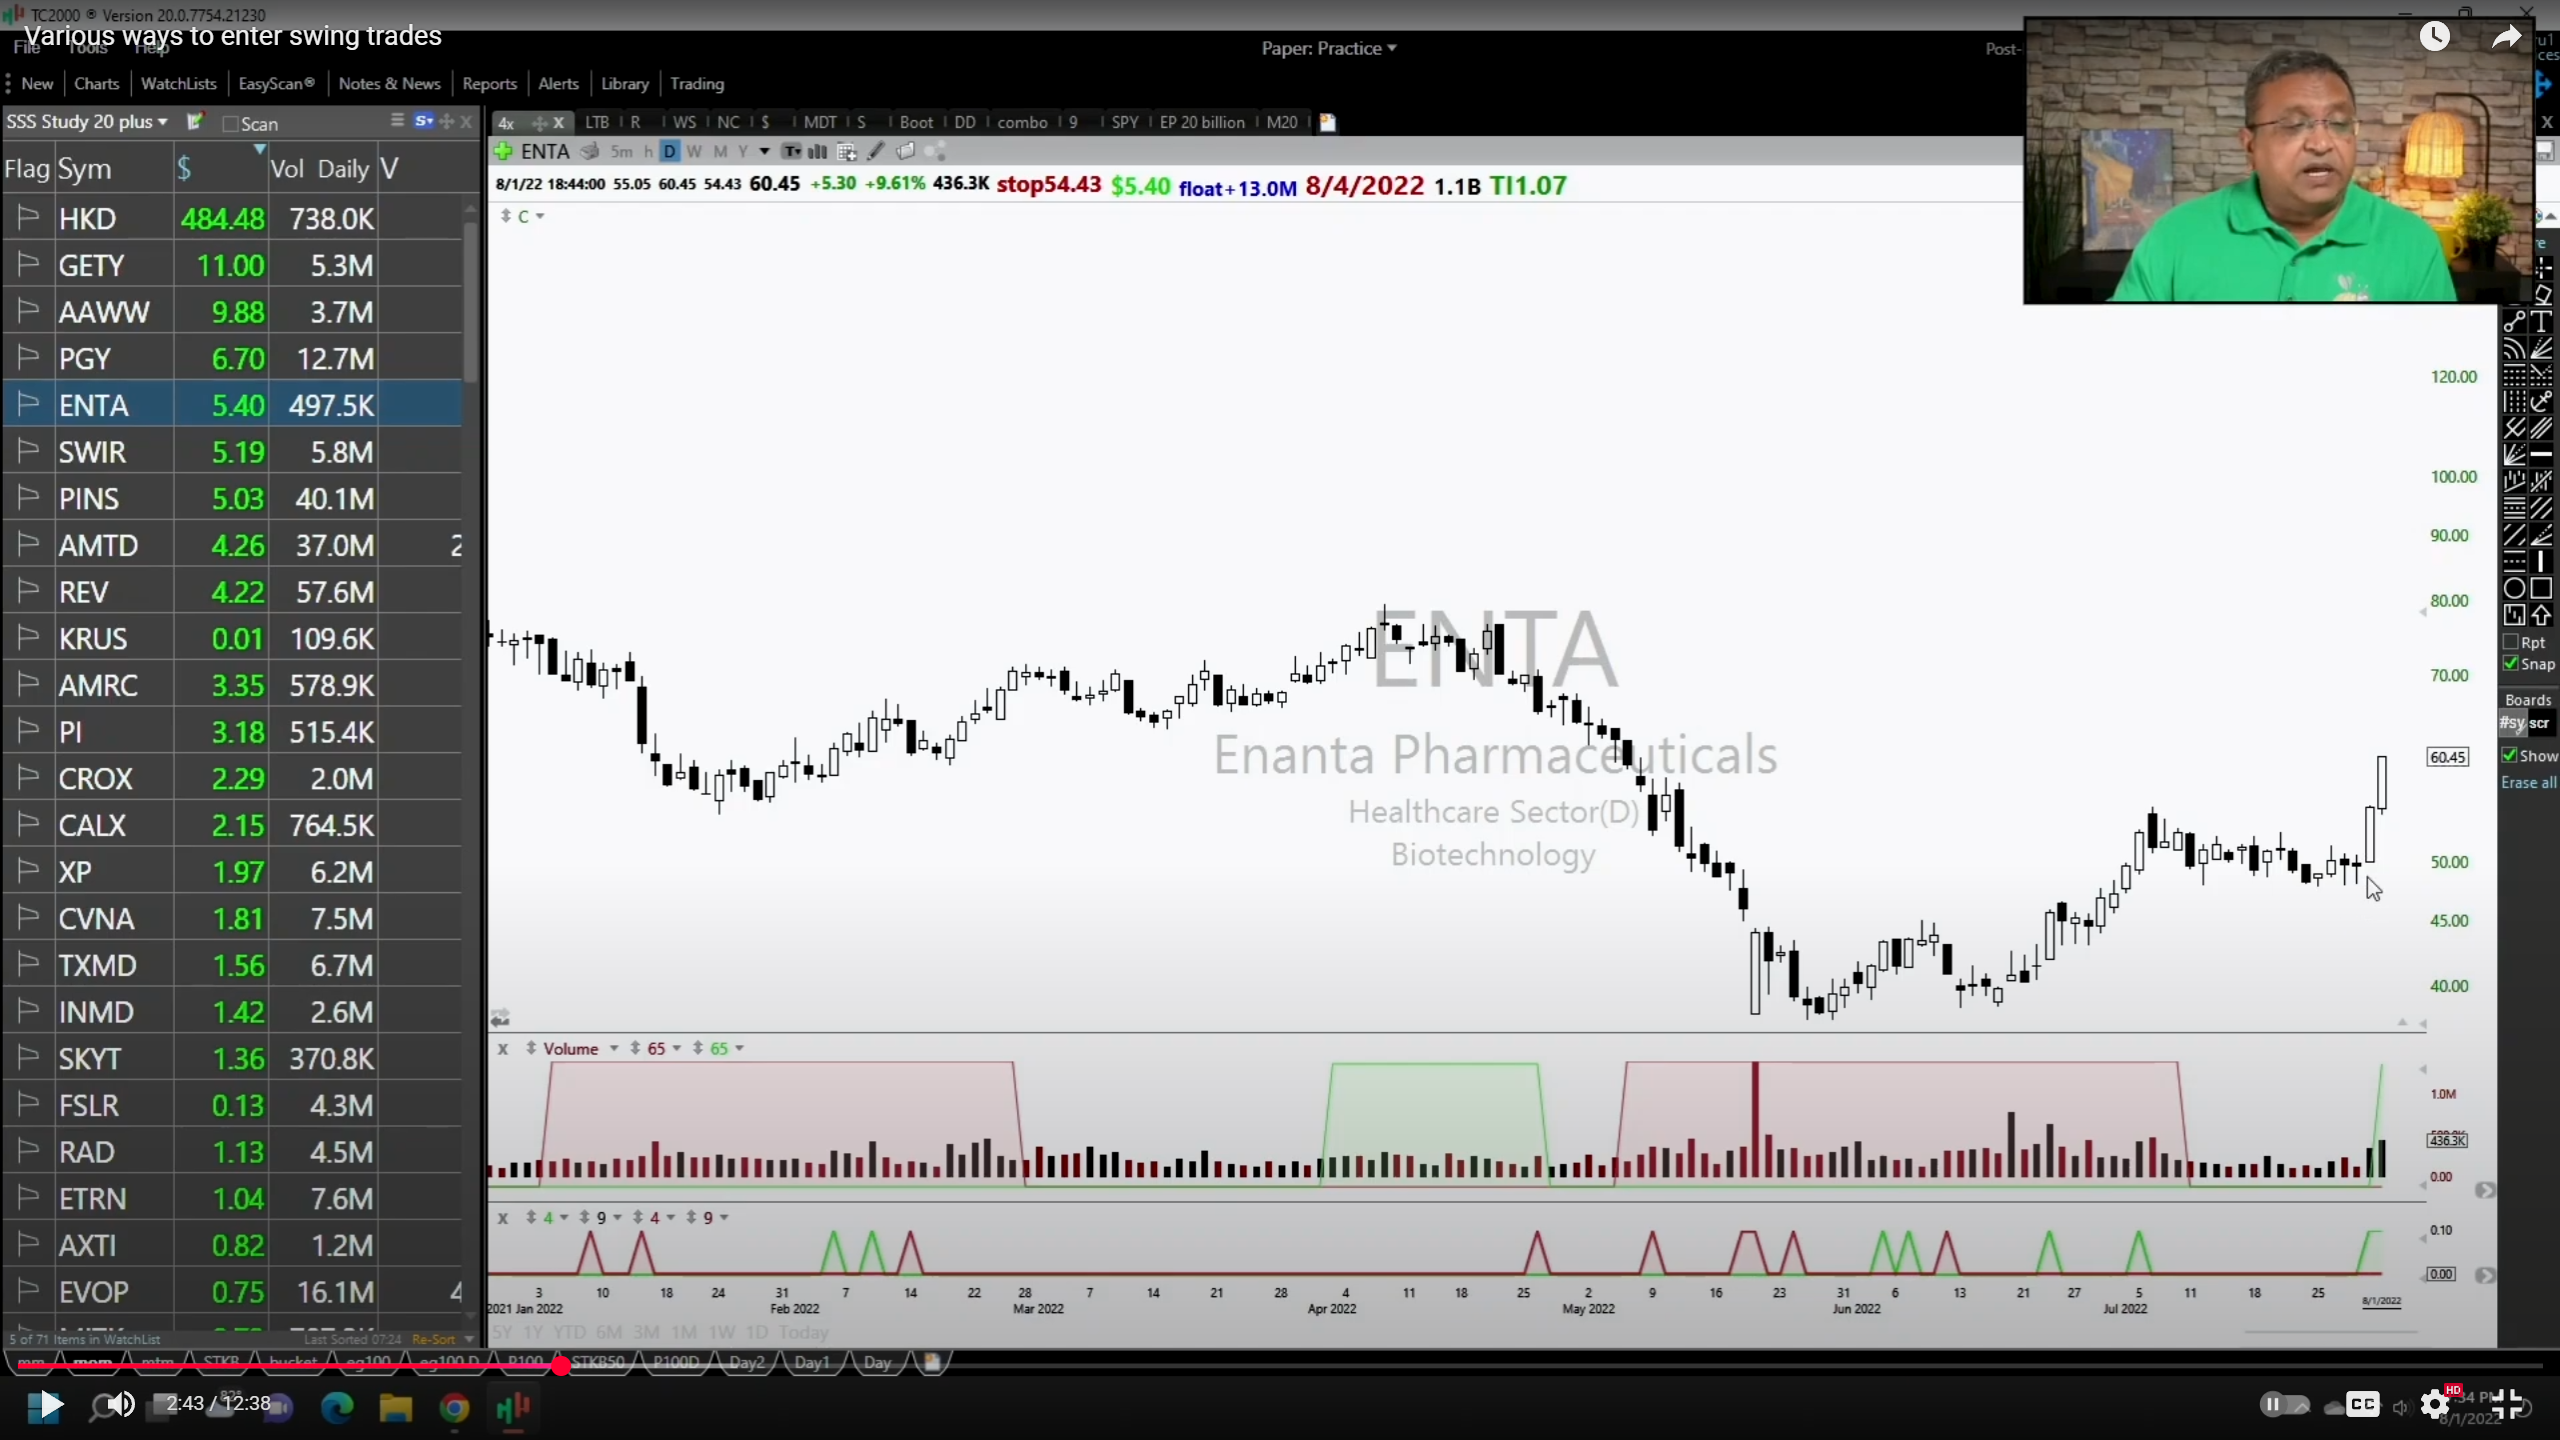 TC2000 ® Version 20.0.7754.21230
Various ways to enter swing trades
File Tools Help
Paper: Practice
Post-
New Charts WatchLists EasyScan® Notes & News Reports Alerts Library Trading
SSS Study 20 plus Scan
4x X LTB R WS NC $ MDT S Boot DD combo 9 SPY EP 20 billion M20
ENTA 5m h D W M Y
8/1/22 18:44:00 55.05 60.45 54.43 60.45 +5.30 +9.61% 436.3K stop54.43 $5.40 float+13.0M 8/4/2022 1.1B TI1.07
C
Flag Sym $ Vol Daily V
HKD 484.48 738.0K
GETY 11.00 5.3M
AAWW 9.88 3.7M
PGY 6.70 12.7M
ENTA 5.40 497.5K
SWIR 5.19 5.8M
PINS 5.03 40.1M
AMTD 4.26 37.0M 2
REV 4.22 57.6M
KRUS 0.01 109.6K
AMRC 3.35 578.9K
PI 3.18 515.4K
CROX 2.29 2.0M
CALX 2.15 764.5K
XP 1.97 6.2M
CVNA 1.81 7.5M
TXMD 1.56 6.7M
INMD 1.42 2.6M
SKYT 1.36 370.8K
FSLR 0.13 4.3M
RAD 1.13 4.5M
ETRN 1.04 7.6M
AXTI 0.82 1.2M
EVOP 0.75 16.1M 4
5 of 71 Items in WatchList Last Sorted 07:24 Re-Sort
ENTA
Enanta Pharmaceuticals
Healthcare Sector(D)
Biotechnology
120.00
100.00
90.00
80.00
70.00
60.45
50.00
45.00
40.00
Rpt
Snap
Boards
#sy scr
Show
Erase all
X Volume 65 65
1.0M
436.3K
0.00
X 4 9 4 9
0.10
0.00
3 10 18 24 31 7 14 22 28 7 14 21 28 4 11 18 25 2 9 16 23 31 6 13 21 27 5 11 18 25 8/1/2022
2021 Jan 2022 Feb 2022 Mar 2022 Apr 2022 May 2022 Jun 2022 Jul 2022
5Y 1Y YTD 6M 3M 1M 1W 1D Today
mom mtm STKB bucket eg100 eg100 D P100 STKB50 P100D Day2 Day1 Day
2:43 / 12:38
82°
CC
HD
8/1/2022